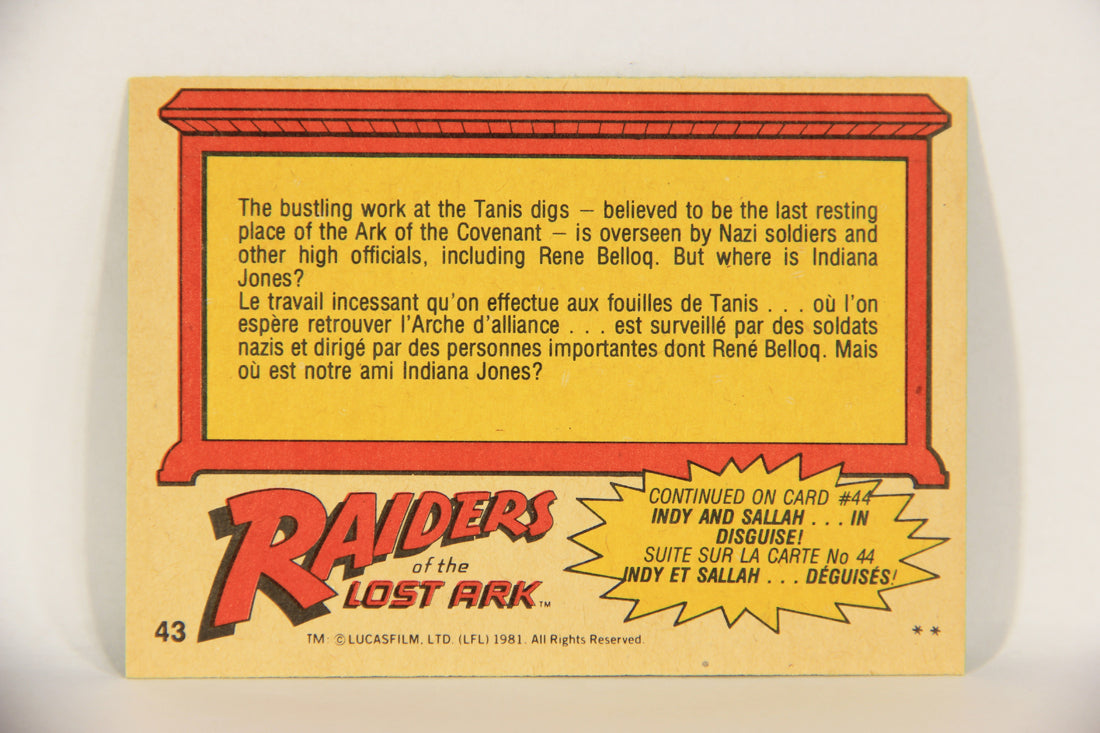 The bustling work at the Tanis digs — believed to be the last resting
place of the Ark of the Covenant — is overseen by Nazi soldiers and
other high officials, including Rene Belloq. But where is Indiana
Jones?
Le travail incessant qu'on effectue aux fouilles de Tanis . . . où l'on
espère retrouver l'Arche d'alliance . . . est surveillé par des soldats
nazis et dirigé par des personnes importantes dont René Belloq. Mais
où est notre ami Indiana Jones?
RAIDERS
of the
LOST ARK™
CONTINUED ON CARD #44
INDY AND SALLAH . . . IN
DISGUISE!
SUITE SUR LA CARTE No 44
INDY ET SALLAH . . . DÉGUISÉS!
43
TM: © LUCASFILM, LTD. (LFL) 1981. All Rights Reserved.
* *